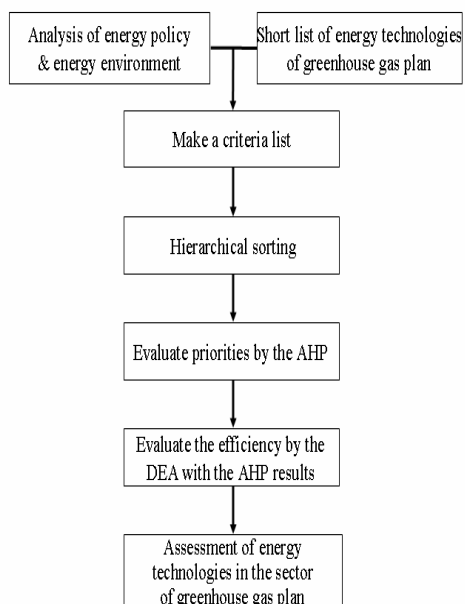 Analysis of energy policy
& energy environment
Short list of energy technologies
of greenhouse gas plan
Make a criteria list
Hierarchical sorting
Evaluate priorities by the AHP
Evaluate the efficiency by the
DEA with the AHP results
Assessment of energy
technologies in the sector
of greenhouse gas plan